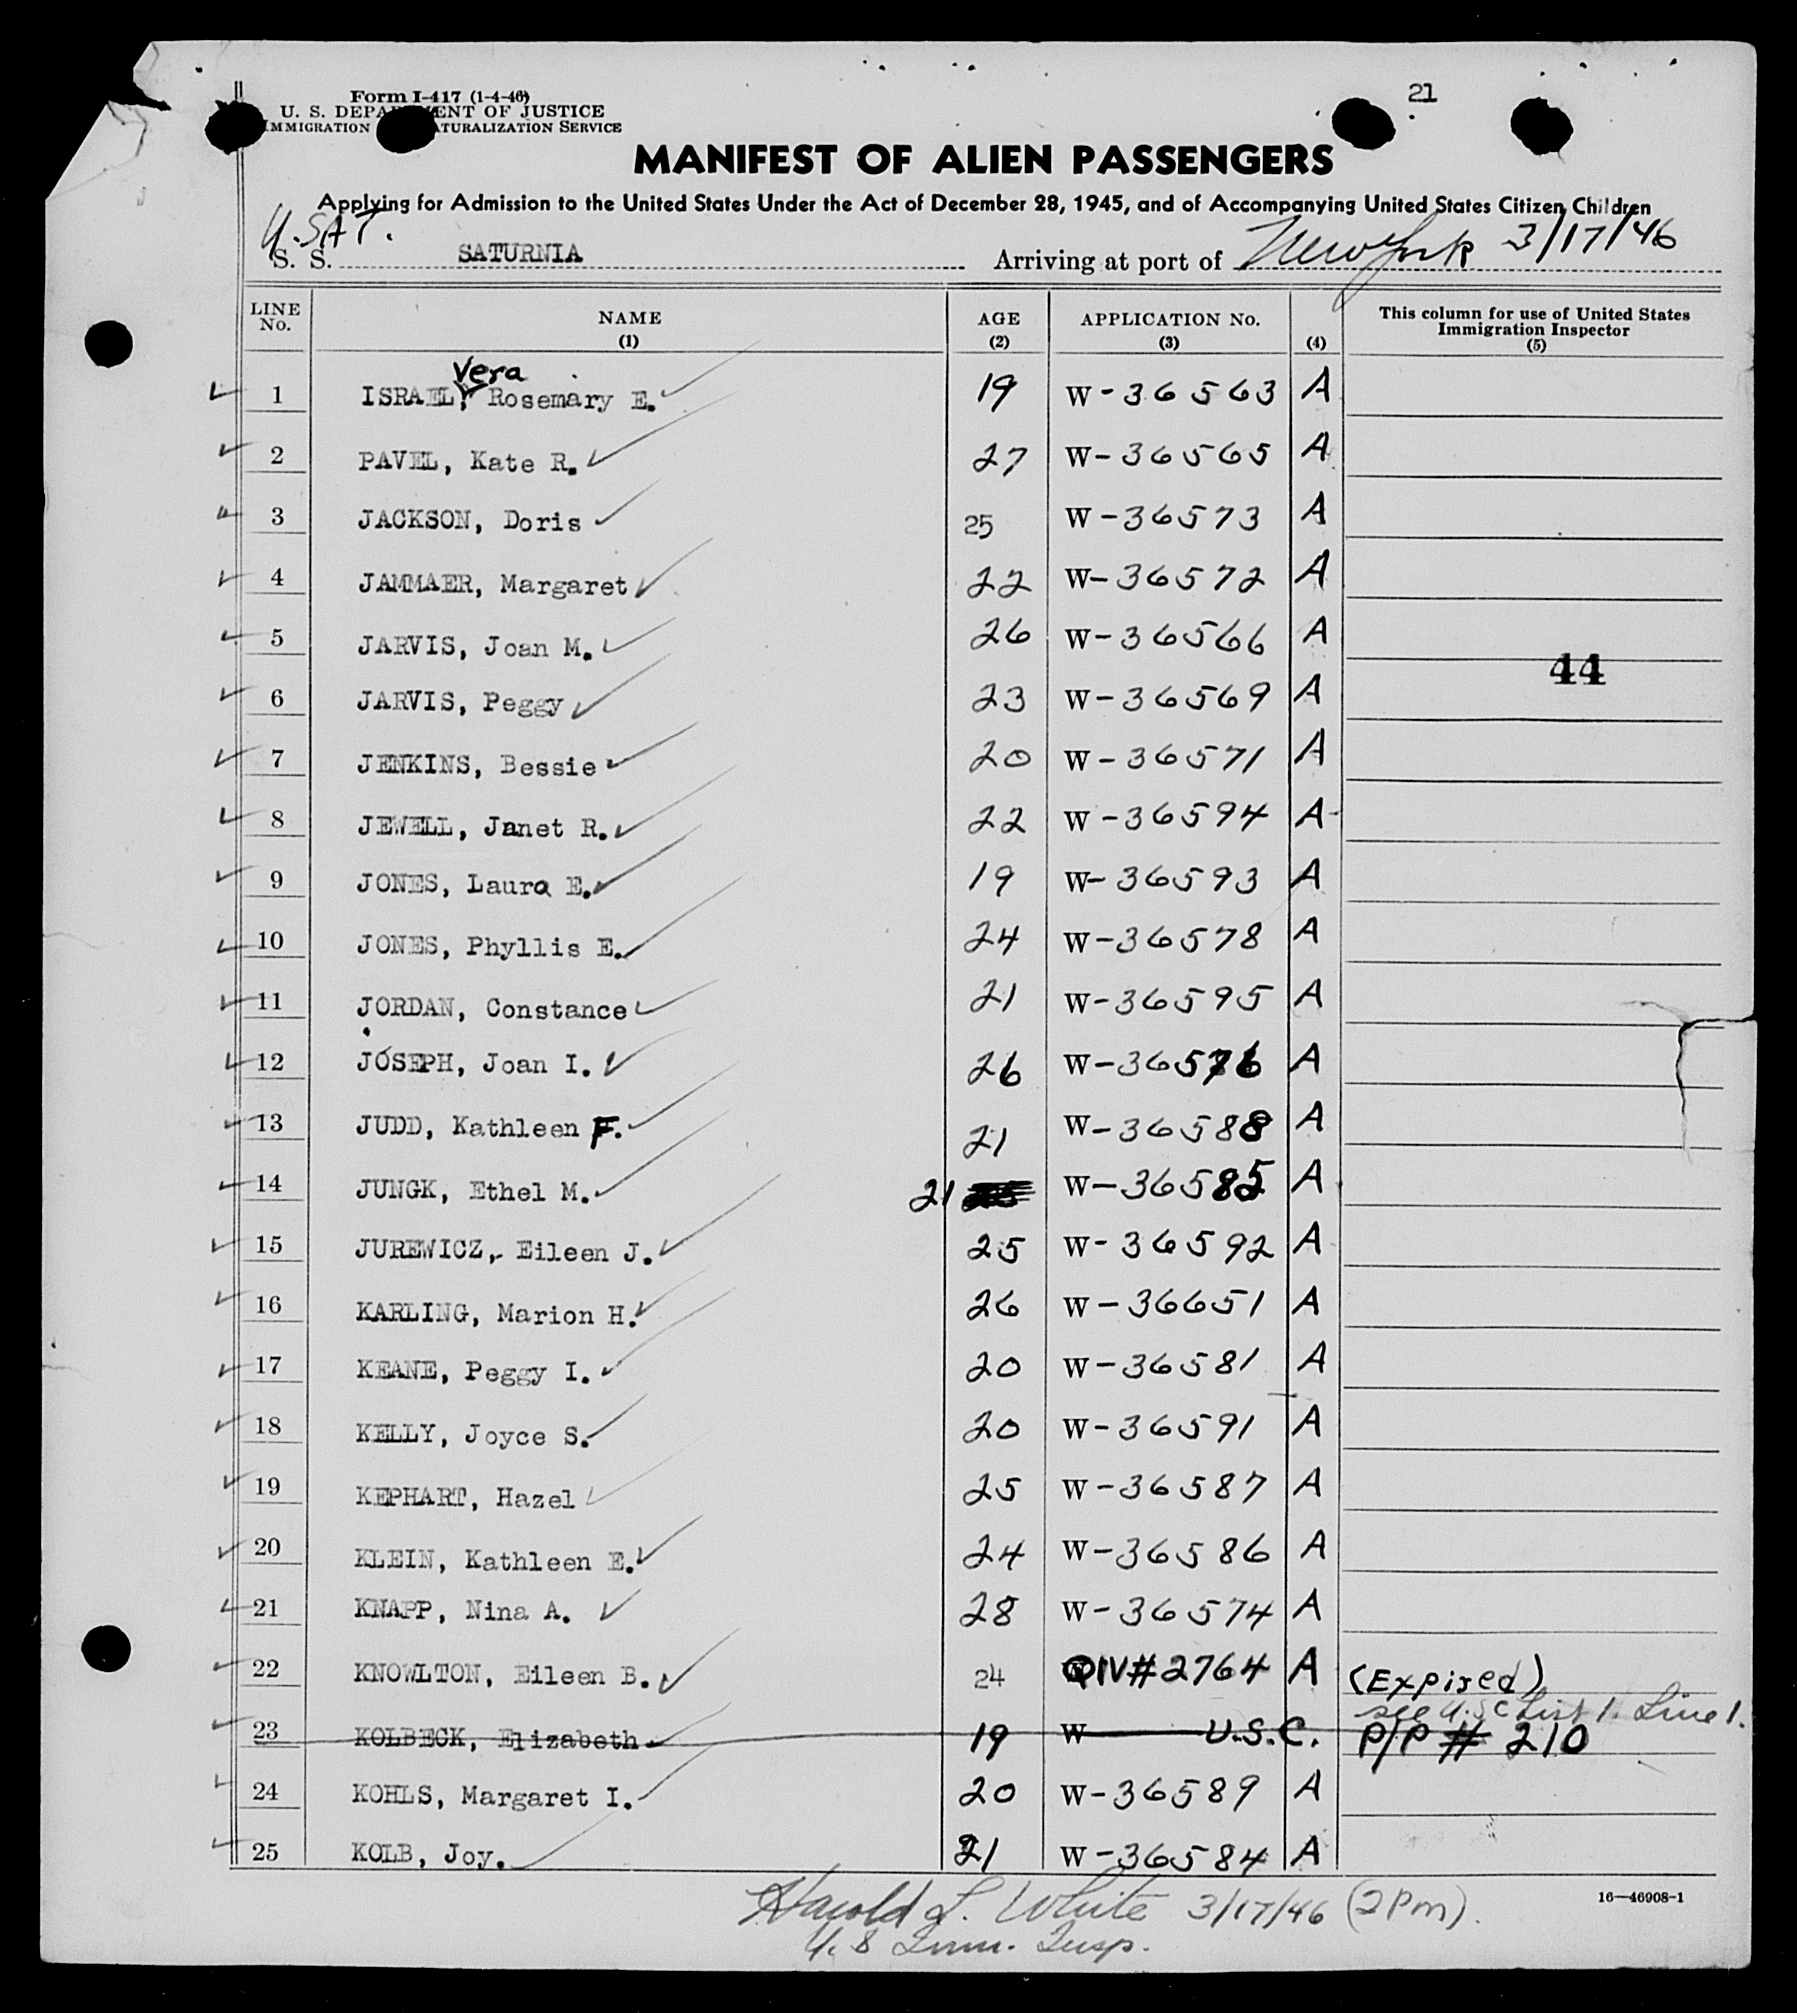 21
Form I-417 (1-4-46)
U. S. DEPARTMENT OF JUSTICE
IMMIGRATION NATURALIZATION SERVICE
MANIFEST OF ALIEN PASSENGERS
Applying for Admission to the United States Under the Act of December 28, 1945, and of Accompanying United States Citizen Children
U.S.A.T.
S. S. SATURNIA Arriving at port of New York 3/17/46
LINE No. NAME (1) AGE (2) APPLICATION No. (3) (4) This column for use of United States Immigration Inspector (5)
Vera
1 ISRAEL, Rosemary E. 19 W-36563 A
2 PAVEL, Kate R. 27 W-36565 A
3 JACKSON, Doris 25 W-36573 A
4 JAMMAER, Margaret 22 W-36572 A
5 JARVIS, Joan M. 26 W-36566 A
44
6 JARVIS, Peggy 23 W-36569 A
7 JENKINS, Bessie 20 W-36571 A
8 JEWELL, Janet R. 22 W-36594 A
9 JONES, Laura E. 19 W-36593 A
10 JONES, Phyllis E. 24 W-36578 A
11 JORDAN, Constance 21 W-36595 A
12 JOSEPH, Joan I. 26 W-36576 A
13 JUDD, Kathleen F. 21 W-36588 A
14 JUNGK, Ethel M. 21 W-36585 A
15 JUREWICZ, Eileen J. 25 W-36592 A
16 KARLING, Marion H. 26 W-36651 A
17 KEANE, Peggy I. 20 W-36581 A
18 KELLY, Joyce S. 20 W-36591 A
19 KEPHART, Hazel 25 W-36587 A
20 KLEIN, Kathleen E. 24 W-36586 A
21 KNAPP, Nina A. 28 W-36574 A
22 KNOWLTON, Eileen B. 24 QIV#2764 A (Expired)
see U.S.C List 1. Line 1.
23 KOLBECK, Elizabeth 19 W U.S.C. P/P # 210
24 KOHLS, Margaret I. 20 W-36589 A
25 KOLB, Joy. 21 W-36584 A
Harold L. White 3/17/46 (2 Pm).
U.S Imm. Insp.
16—46908-1